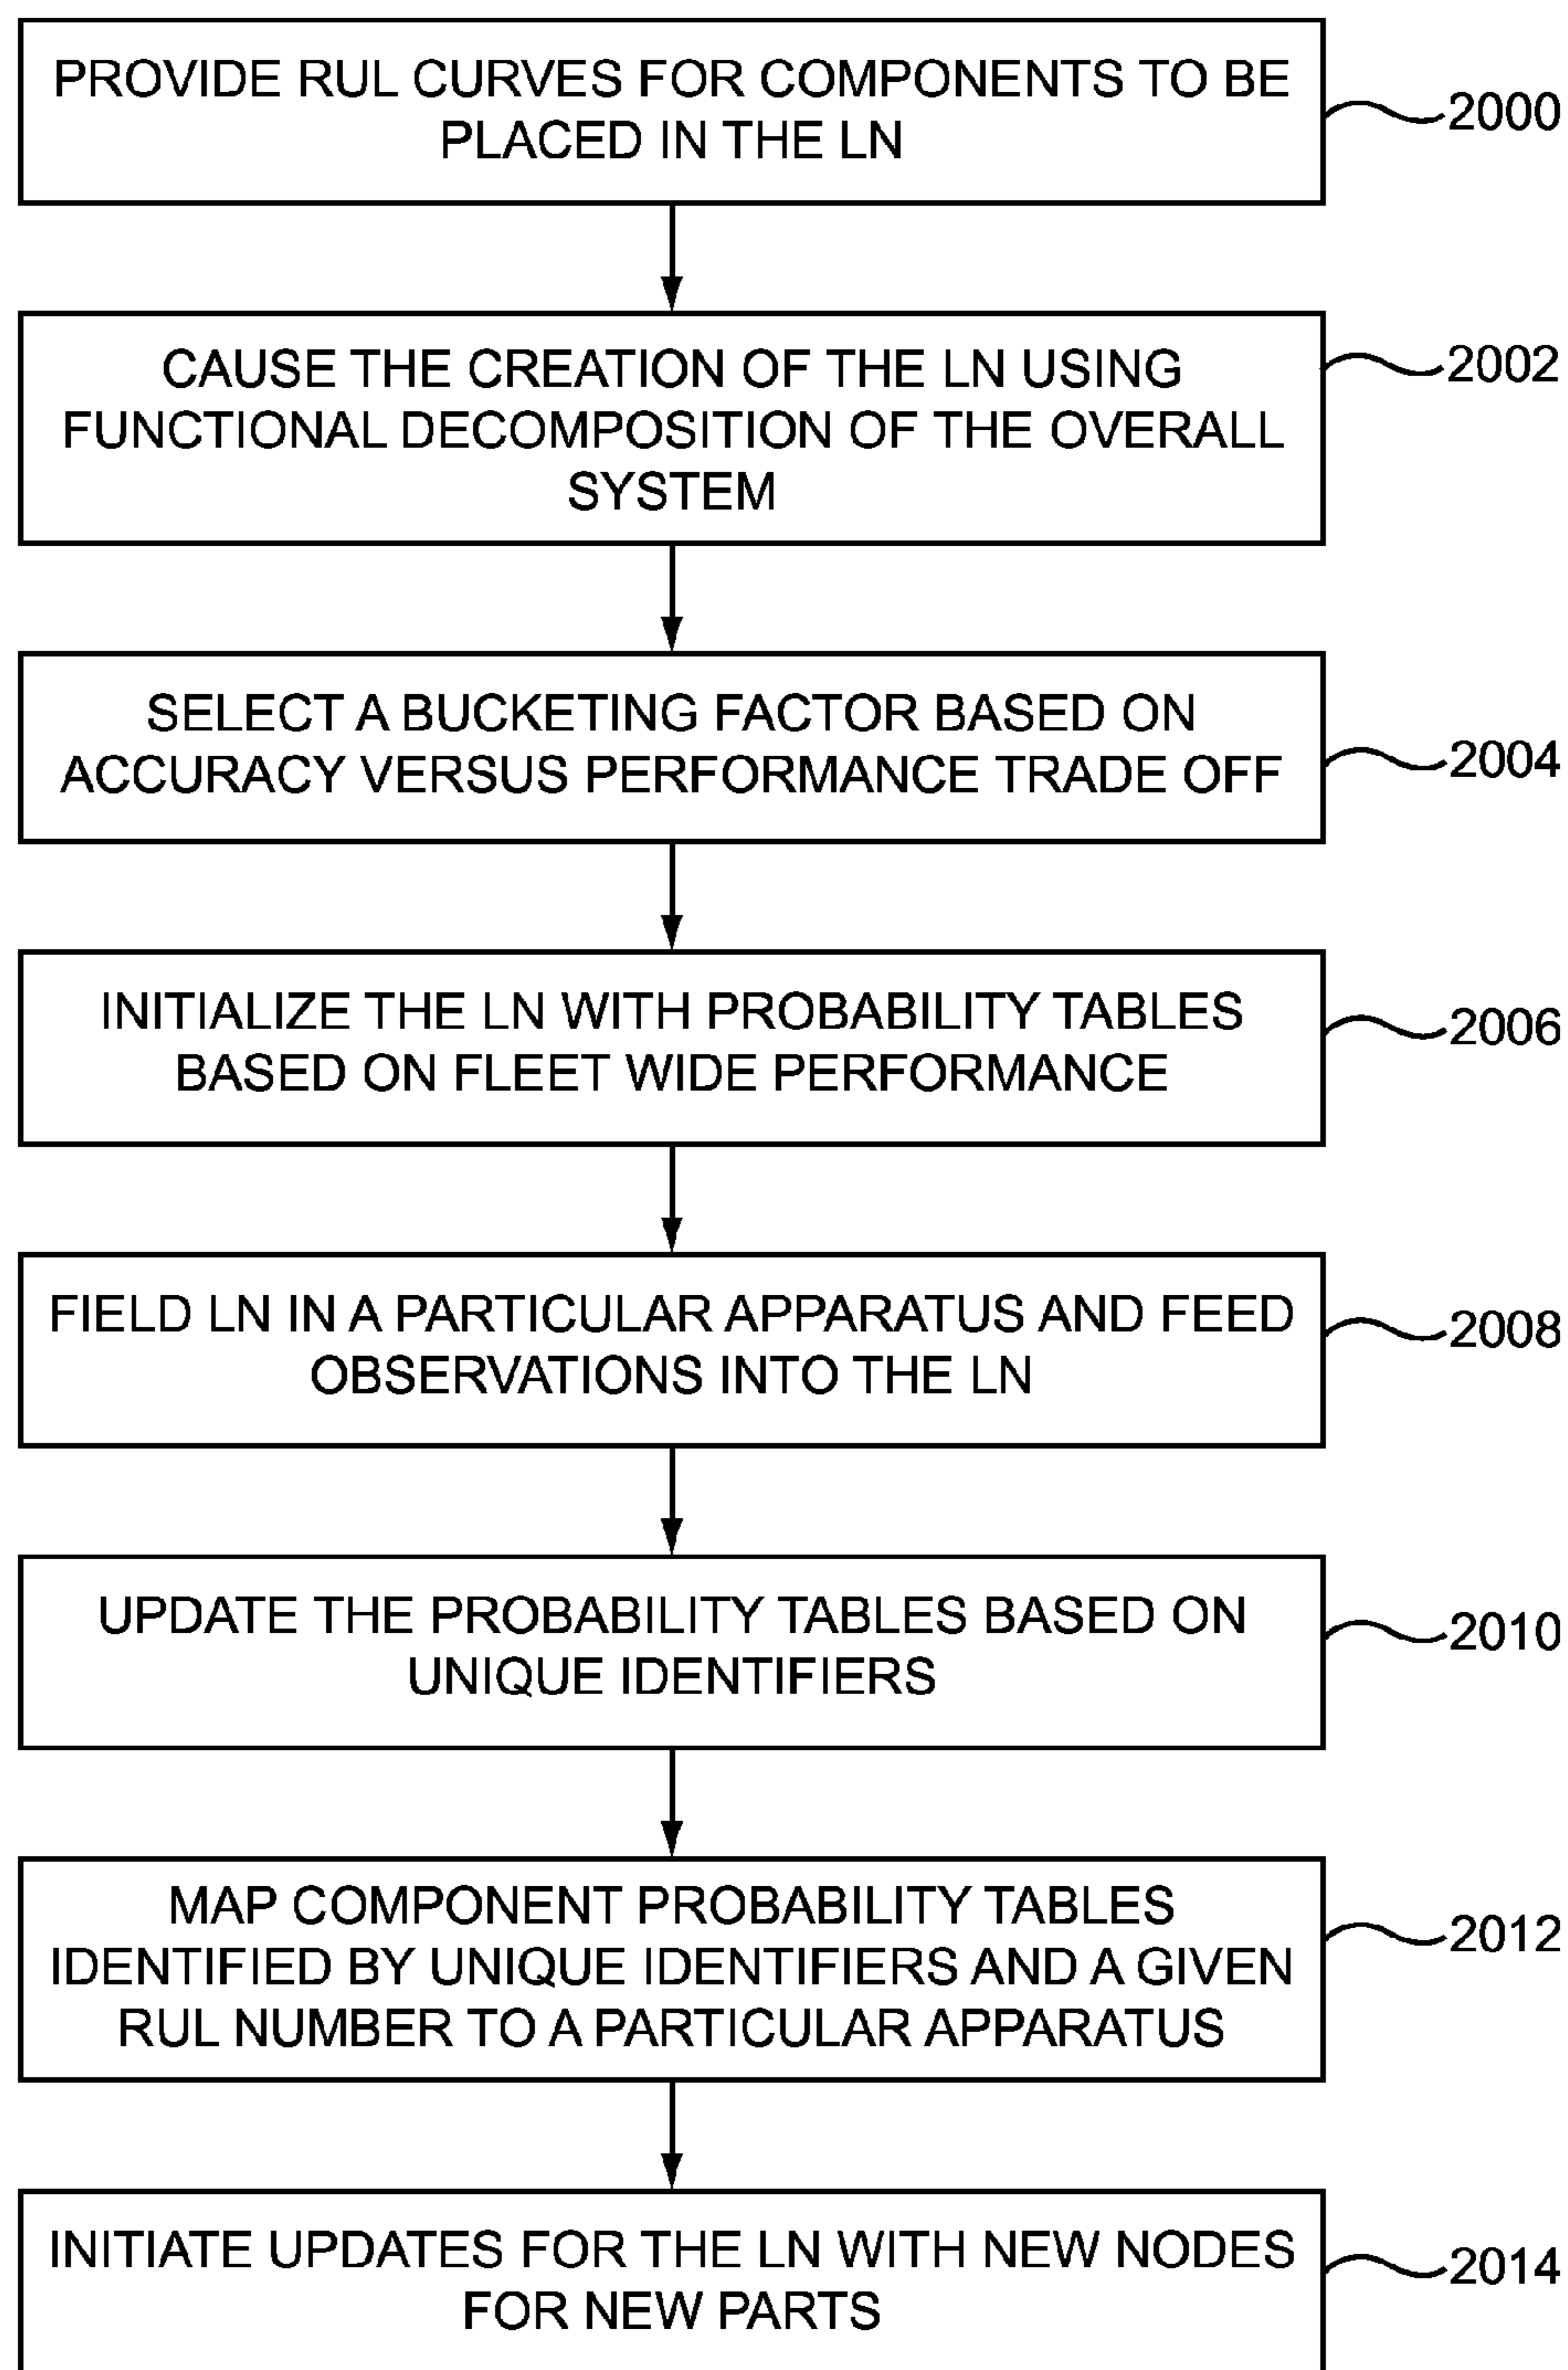 PROVIDE RUL CURVES FOR COMPONENTS TO BE
PLACED IN THE LN
2000
CAUSE THE CREATION OF THE LN USING
FUNCTIONAL DECOMPOSITION OF THE OVERALL
SYSTEM
2002
SELECT A BUCKETING FACTOR BASED ON
ACCURACY VERSUS PERFORMANCE TRADE OFF
2004
INITIALIZE THE LN WITH PROBABILITY TABLES
BASED ON FLEET WIDE PERFORMANCE
2006
FIELD LN IN A PARTICULAR APPARATUS AND FEED
OBSERVATIONS INTO THE LN
2008
UPDATE THE PROBABILITY TABLES BASED ON
UNIQUE IDENTIFIERS
2010
MAP COMPONENT PROBABILITY TABLES
IDENTIFIED BY UNIQUE IDENTIFIERS AND A GIVEN
RUL NUMBER TO A PARTICULAR APPARATUS
2012
INITIATE UPDATES FOR THE LN WITH NEW NODES
FOR NEW PARTS
2014